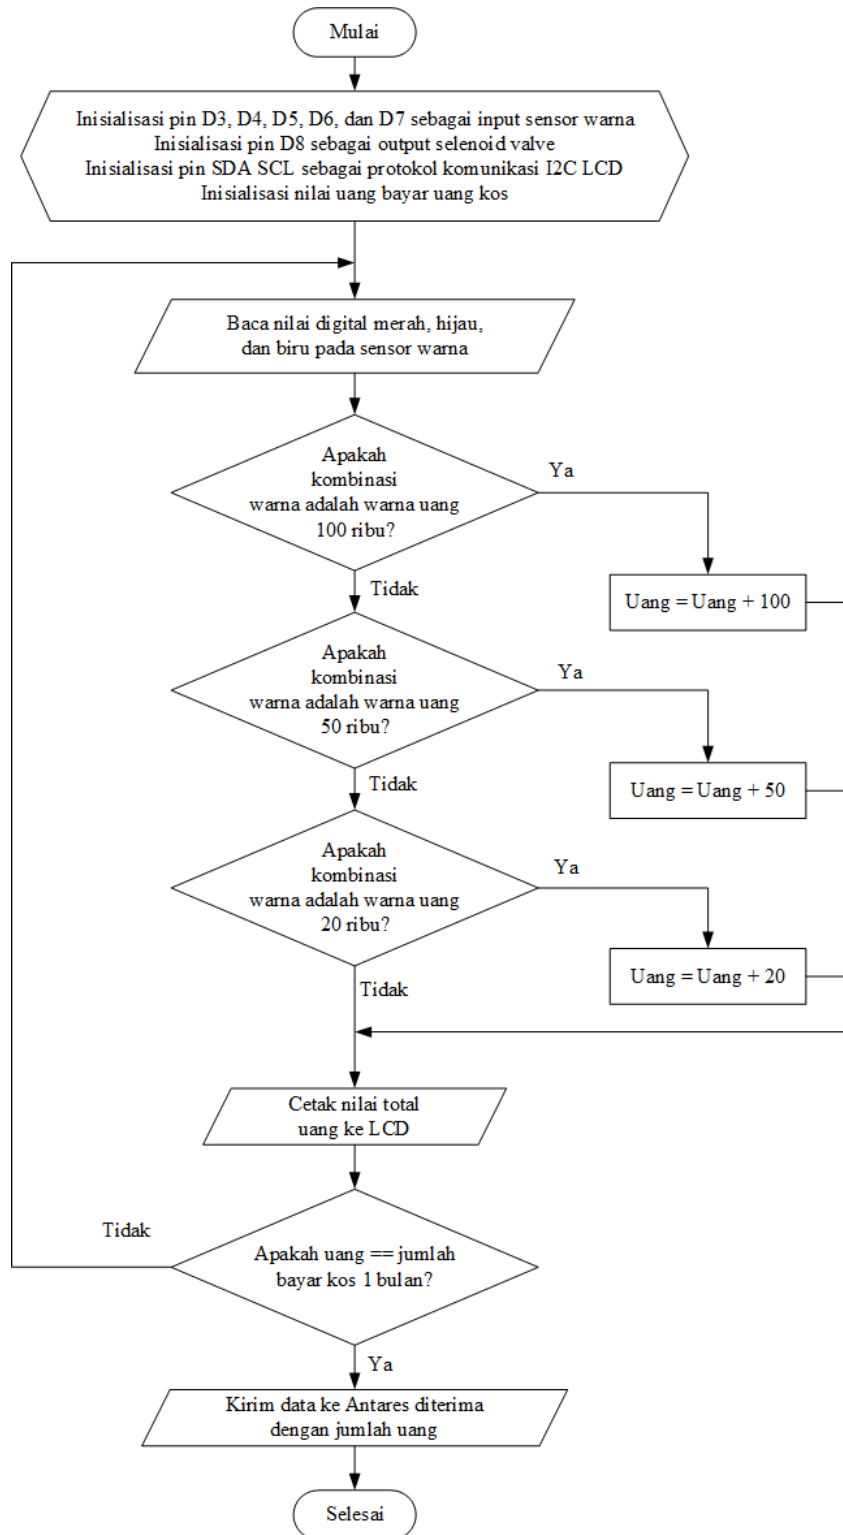 Mulai
Inisialisasi pin D3, D4, D5, D6, dan D7 sebagai input sensor warna
Inisialisasi pin D8 sebagai output selenoid valve
Inisialisasi pin SDA SCL sebagai protokol komunikasi I2C LCD
Inisialisasi nilai uang bayar uang kos
Baca nilai digital merah, hijau,
dan biru pada sensor warna
Apakah
kombinasi
warna adalah warna uang
100 ribu?
Ya
Uang = Uang + 100
Tidak
Apakah
kombinasi
warna adalah warna uang
50 ribu?
Ya
Uang = Uang + 50
Tidak
Apakah
kombinasi
warna adalah warna uang
20 ribu?
Ya
Uang = Uang + 20
Tidak
Cetak nilai total
uang ke LCD
Tidak
Apakah uang == jumlah
bayar kos 1 bulan?
Ya
Kirim data ke Antares diterima
dengan jumlah uang
Selesai